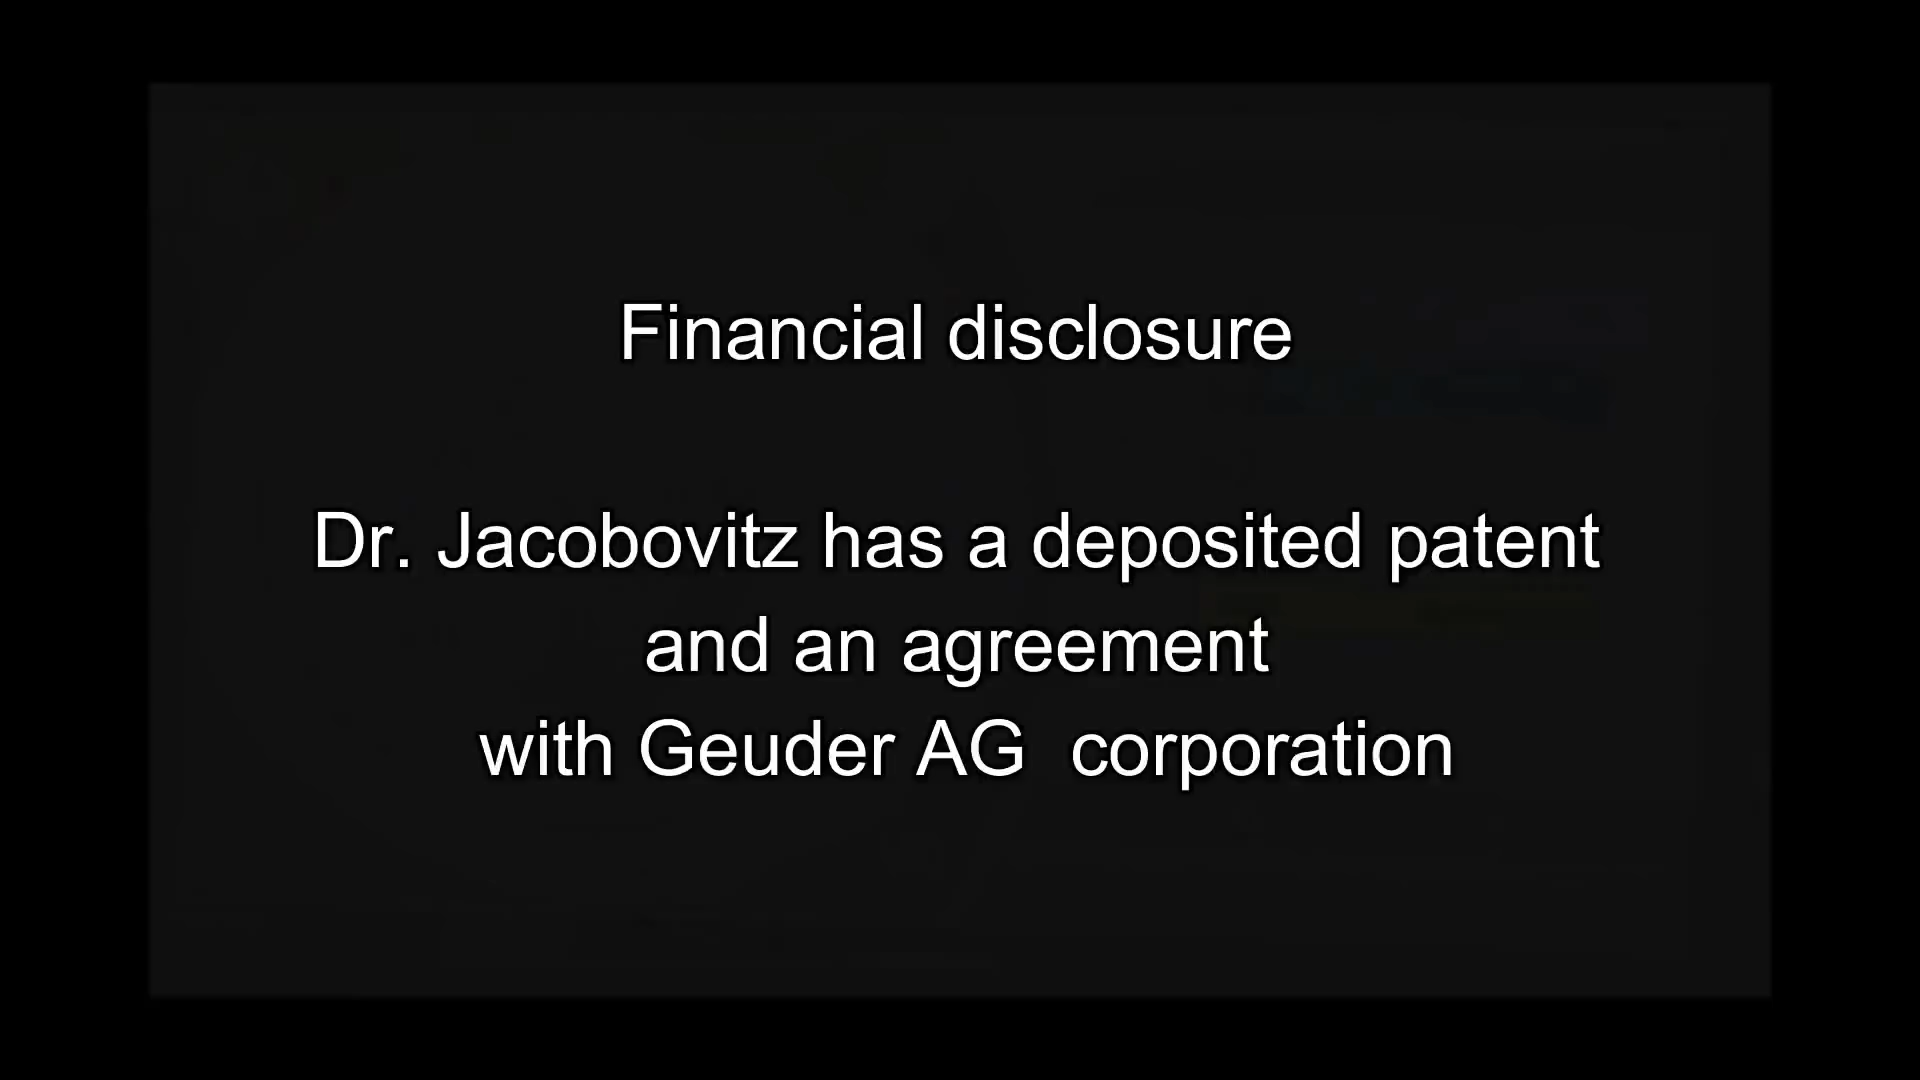 Financial disclosure
Dr. Jacobovitz has a deposited patent
and an agreement
with Geuder AG  corporation